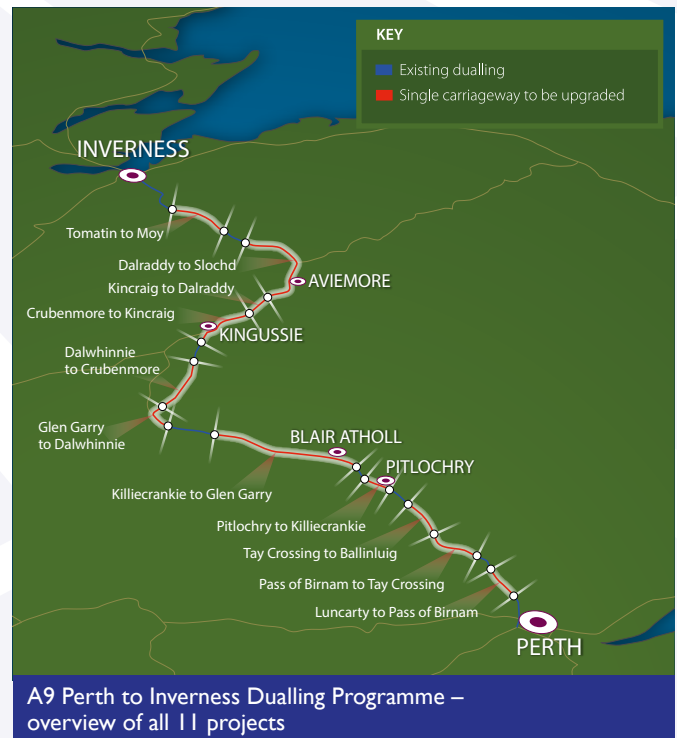 KEY
Existing dualling
Single carriageway to be upgraded
INVERNESS
Tomatin to Moy
Dalraddy to Slochd
AVIEMORE
Kincraig to Dalraddy
Crubenmore to Kincraig
KINGUSSIE
Dalwhinnie
to Crubenmore
Glen Garry
to Dalwhinnie
BLAIR ATHOLL
PITLOCHRY
Killiecrankie to Glen Garry
Pitlochry to Killiecrankie
Tay Crossing to Ballinluig
Pass of Birnam to Tay Crossing
Luncarty to Pass of Birnam
PERTH
A9 Perth to Inverness Dualling Programme –
overview of all 11 projects